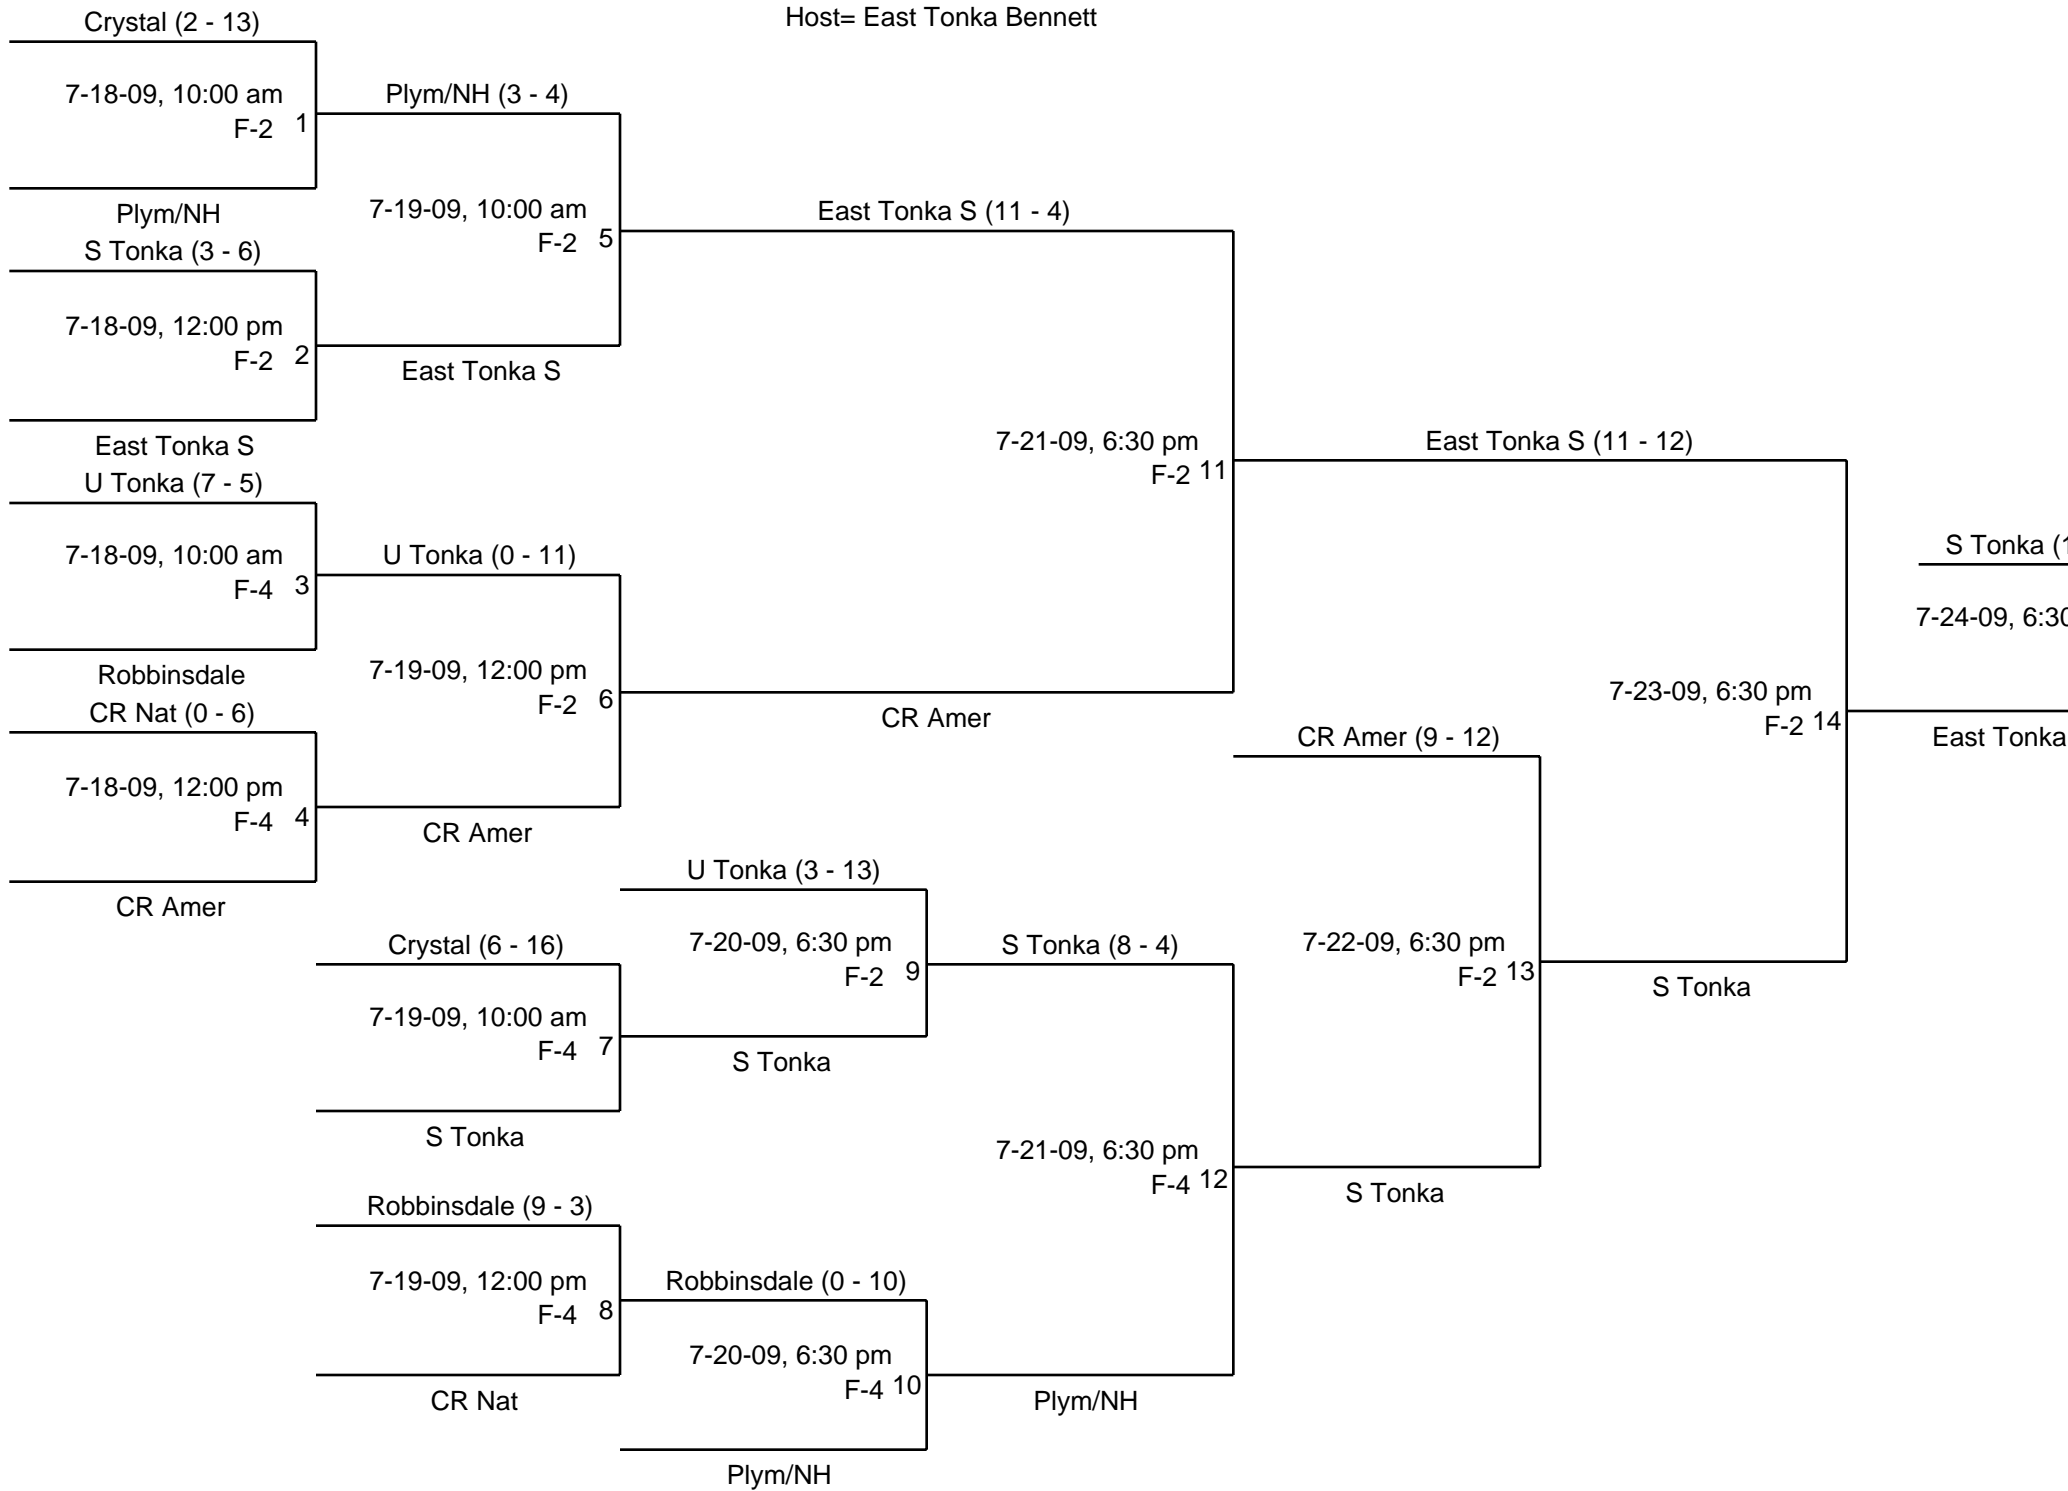 Host= East Tonka Bennett
Crystal (2 - 13)
7-18-09, 10:00 am
F-2 1
Plym/NH
S Tonka (3 - 6)
7-18-09, 12:00 pm
F-2 2
East Tonka S
U Tonka (7 - 5)
7-18-09, 10:00 am
F-4 3
Robbinsdale
CR Nat (0 - 6)
7-18-09, 12:00 pm
F-4 4
CR Amer
Plym/NH (3 - 4)
7-19-09, 10:00 am
F-2 5
East Tonka S
U Tonka (0 - 11)
7-19-09, 12:00 pm
F-2 6
CR Amer
Crystal (6 - 16)
7-19-09, 10:00 am
F-4 7
S Tonka
Robbinsdale (9 - 3)
7-19-09, 12:00 pm
F-4 8
CR Nat
U Tonka (3 - 13)
7-20-09, 6:30 pm
F-2 9
S Tonka
Robbinsdale (0 - 10)
7-20-09, 6:30 pm
F-4 10
Plym/NH
East Tonka S (11 - 4)
7-21-09, 6:30 pm
F-2 11
CR Amer
S Tonka (8 - 4)
7-21-09, 6:30 pm
F-4 12
Plym/NH
CR Amer (9 - 12)
7-22-09, 6:30 pm
F-2 13
S Tonka
East Tonka S (11 - 12)
7-23-09, 6:30 pm
F-2 14
S Tonka
S Tonka (1
7-24-09, 6:30
East Tonka